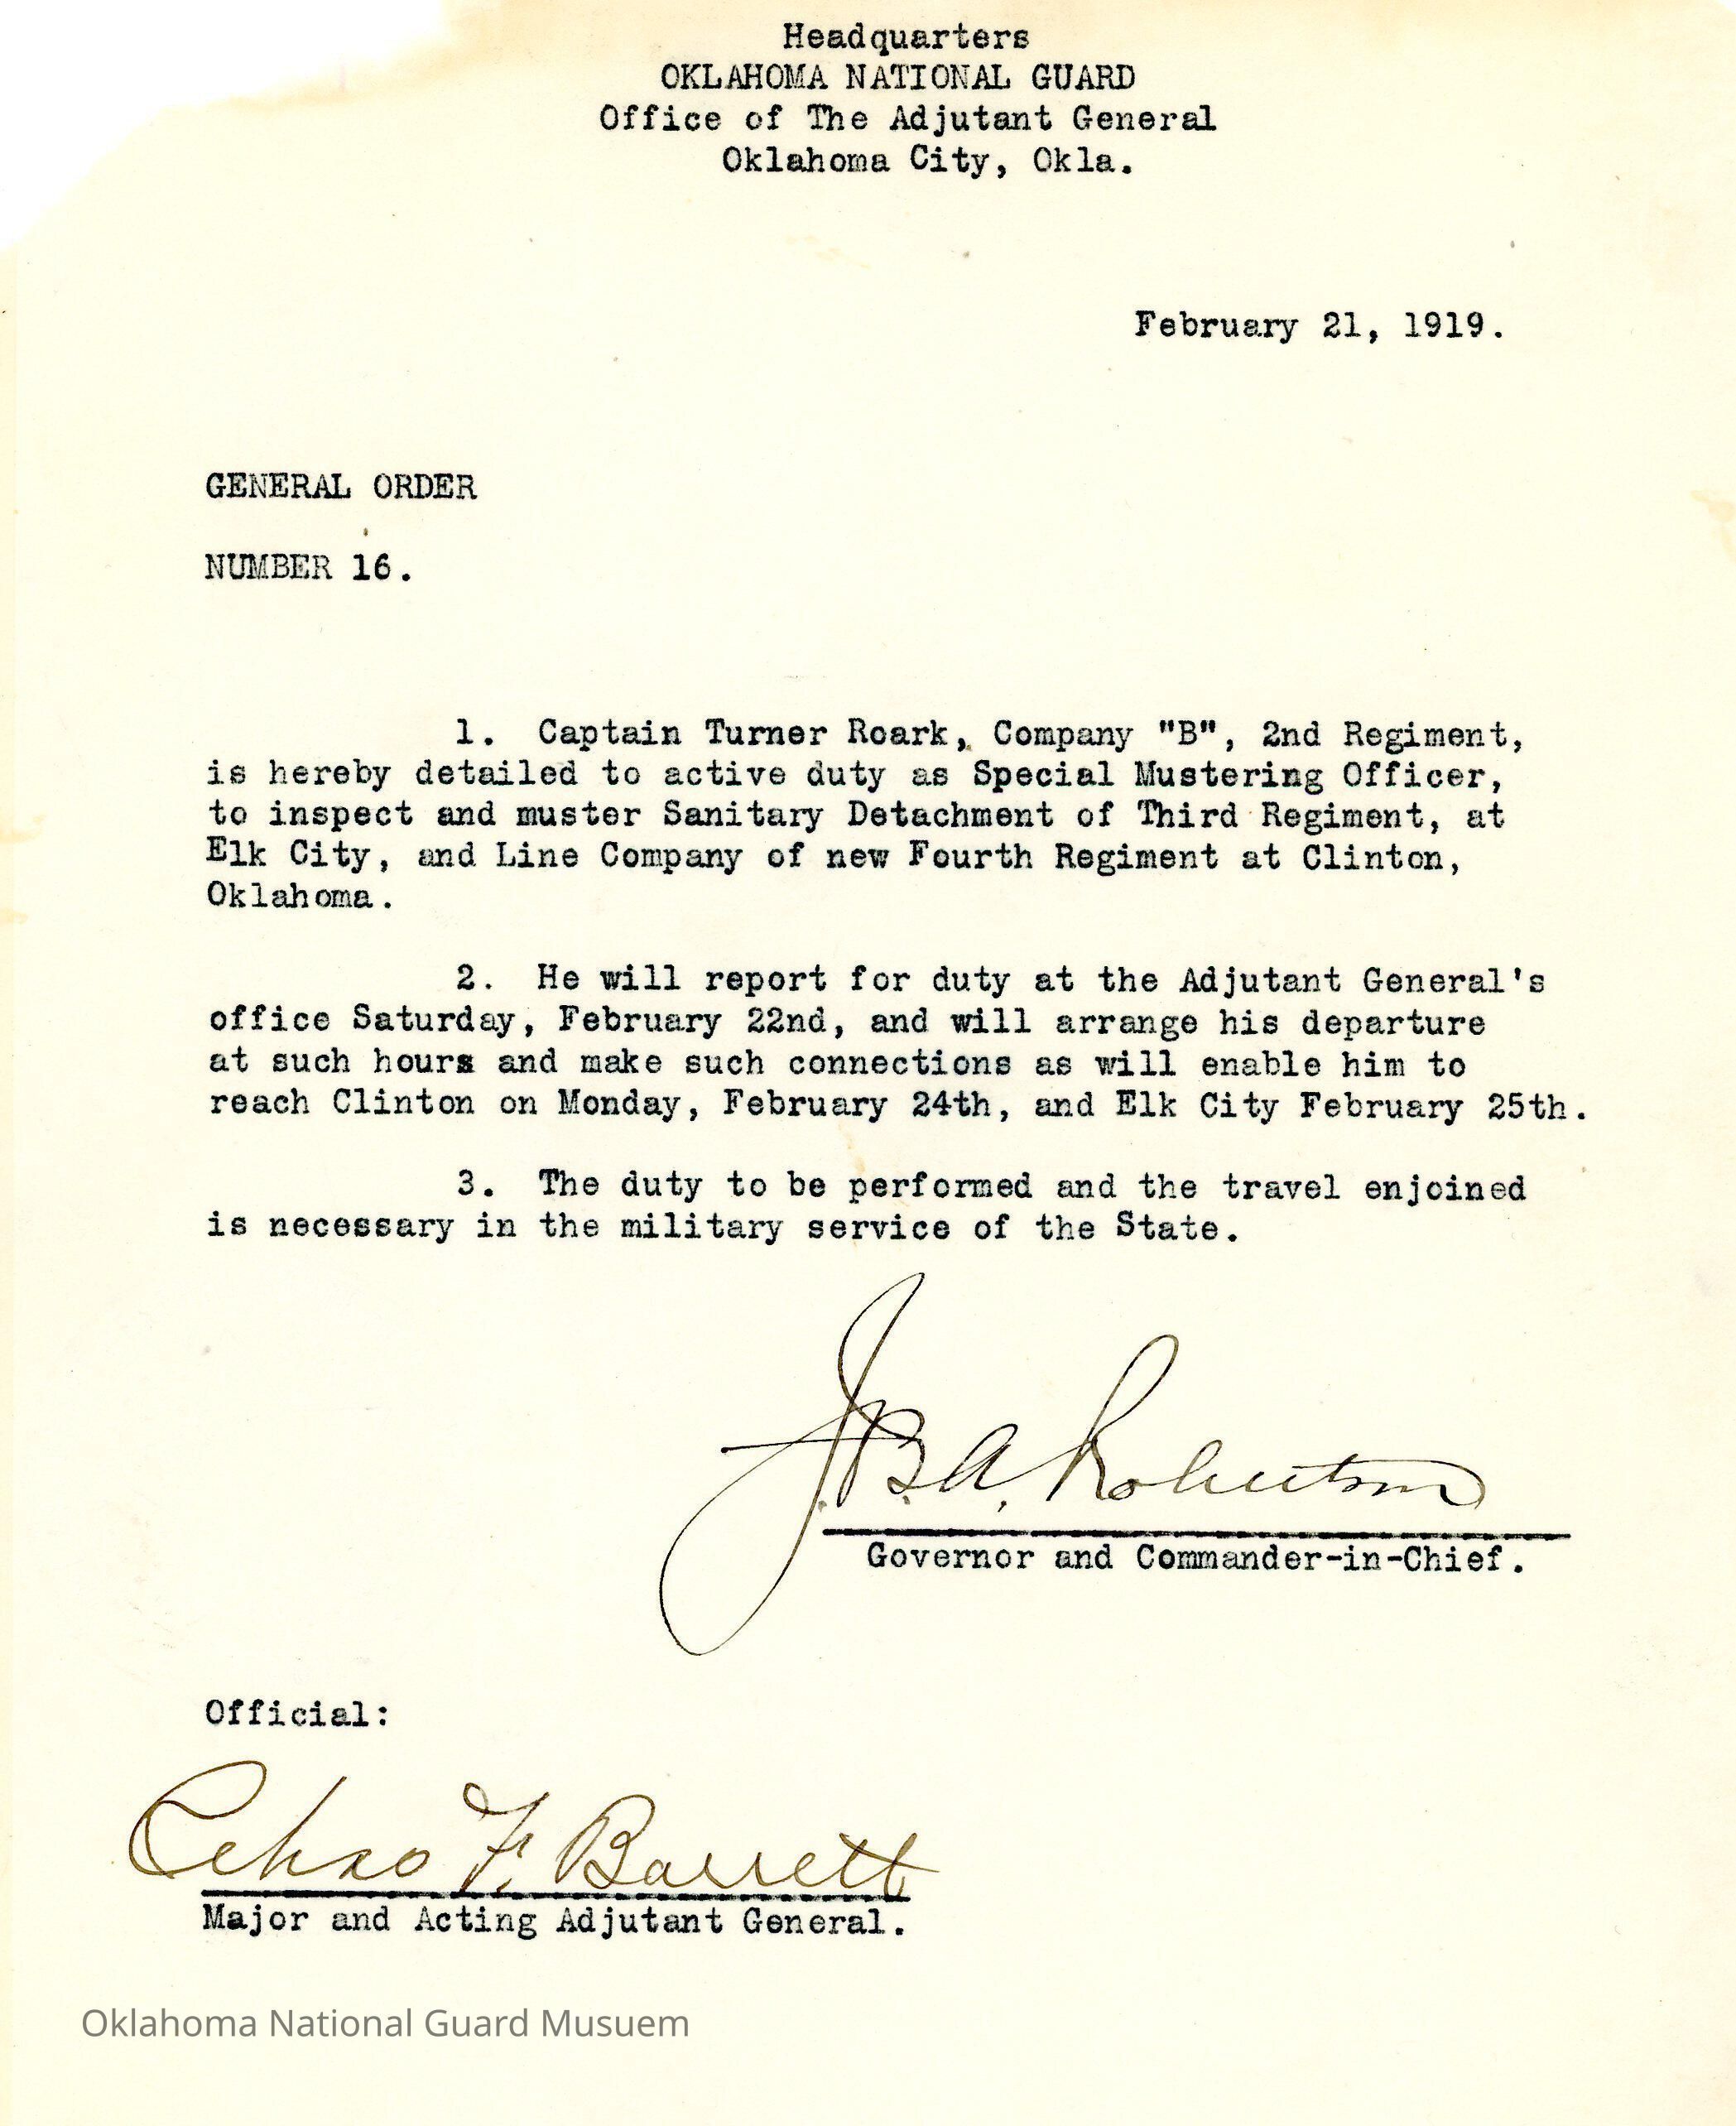 Headquarters
OKLAHOMA NATIONAL GUARD
Office of The Adjutant General
Oklahoma City, Okla.
February 21, 1919.
GENERAL ORDER
NUMBER 16.
1. Captain Turner Roark, Company "B", 2nd Regiment,
is hereby detailed to active duty as Special Mustering Officer,
to inspect and muster Sanitary Detachment of Third Regiment, at
Elk City, and Line Company of new Fourth Regiment at Clinton,
Oklahoma.
2. He will report for duty at the Adjutant General's
office Saturday, February 22nd, and will arrange his departure
at such hours and make such connections as will enable him to
reach Clinton on Monday, February 24th, and Elk City February 25th.
3. The duty to be performed and the travel enjoined
is necessary in the military service of the State.
J.B.A. Robertson
Governor and Commander-in-Chief.
Official:
F. Barrett
Major and Acting Adjutant General.
Oklahoma National Guard Musuem